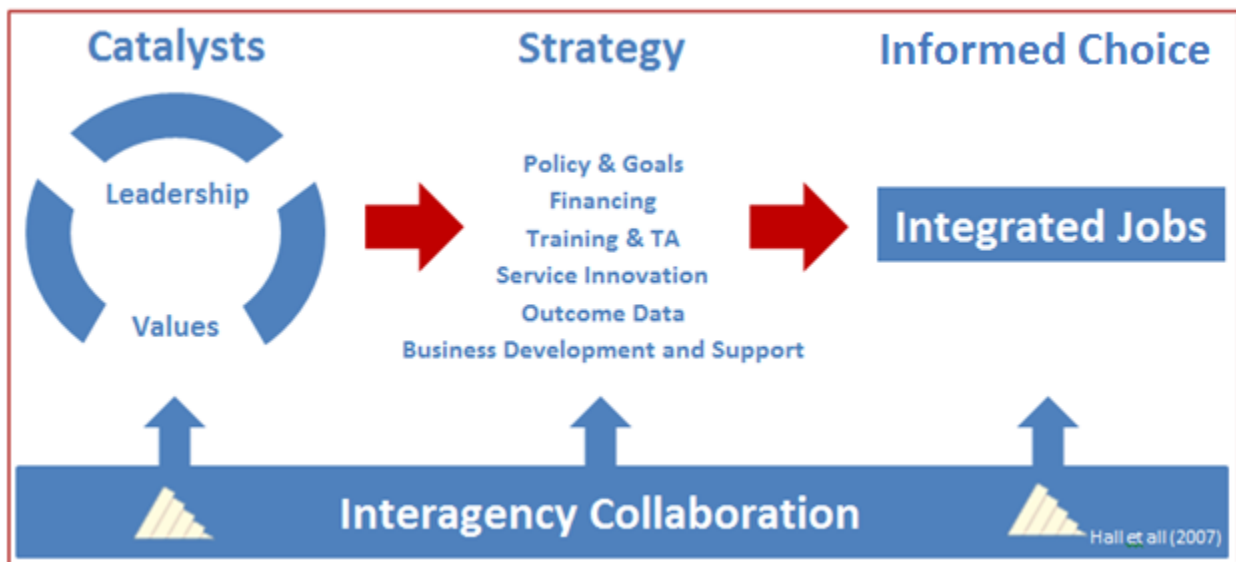 Catalysts
Strategy
Informed Choice
Leadership
Values
Policy & Goals
Financing
Training & TA
Service Innovation
Outcome Data
Business Development and Support
Integrated Jobs
Interagency Collaboration
Hall et all (2007)